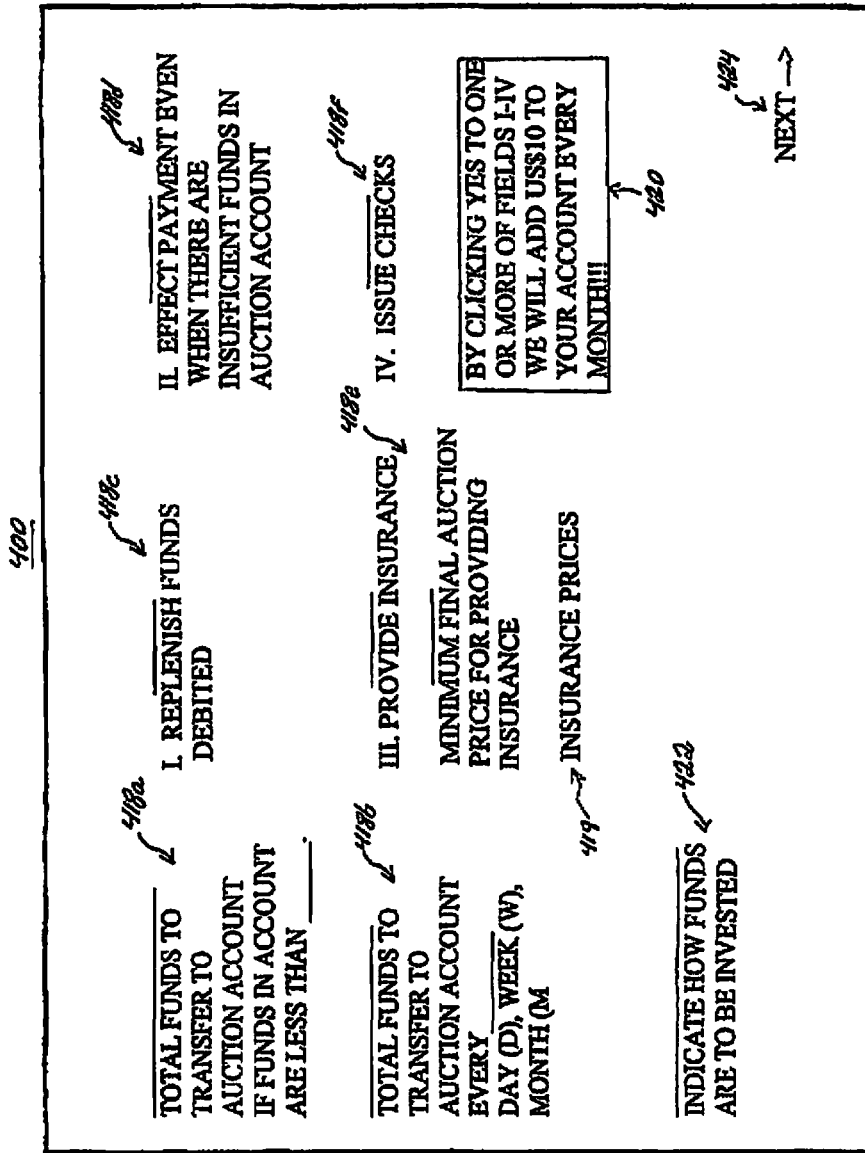 400
TOTAL FUNDS TO
TRANSFER TO
AUCTION ACCOUNT
IF FUNDS IN ACCOUNT
ARE LESS THAN ____.
418a
I. REPLENISH FUNDS
DEBITED
418c
II. EFFECT PAYMENT EVEN
WHEN THERE ARE
INSUFFICIENT FUNDS IN
AUCTION ACCOUNT
418d
TOTAL FUNDS TO
TRANSFER TO
AUCTION ACCOUNT
EVERY ____
DAY (D), WEEK (W),
MONTH (M
418b
III. PROVIDE INSURANCE
418e
MINIMUM FINAL AUCTION
PRICE FOR PROVIDING
INSURANCE
419
INSURANCE PRICES
IV. ISSUE CHECKS
418f
INDICATE HOW FUNDS
ARE TO BE INVESTED
422
BY CLICKING YES TO ONE
OR MORE OF FIELDS I-IV
WE WILL ADD US$10 TO
YOUR ACCOUNT EVERY
MONTH!!!
420
424
NEXT -->